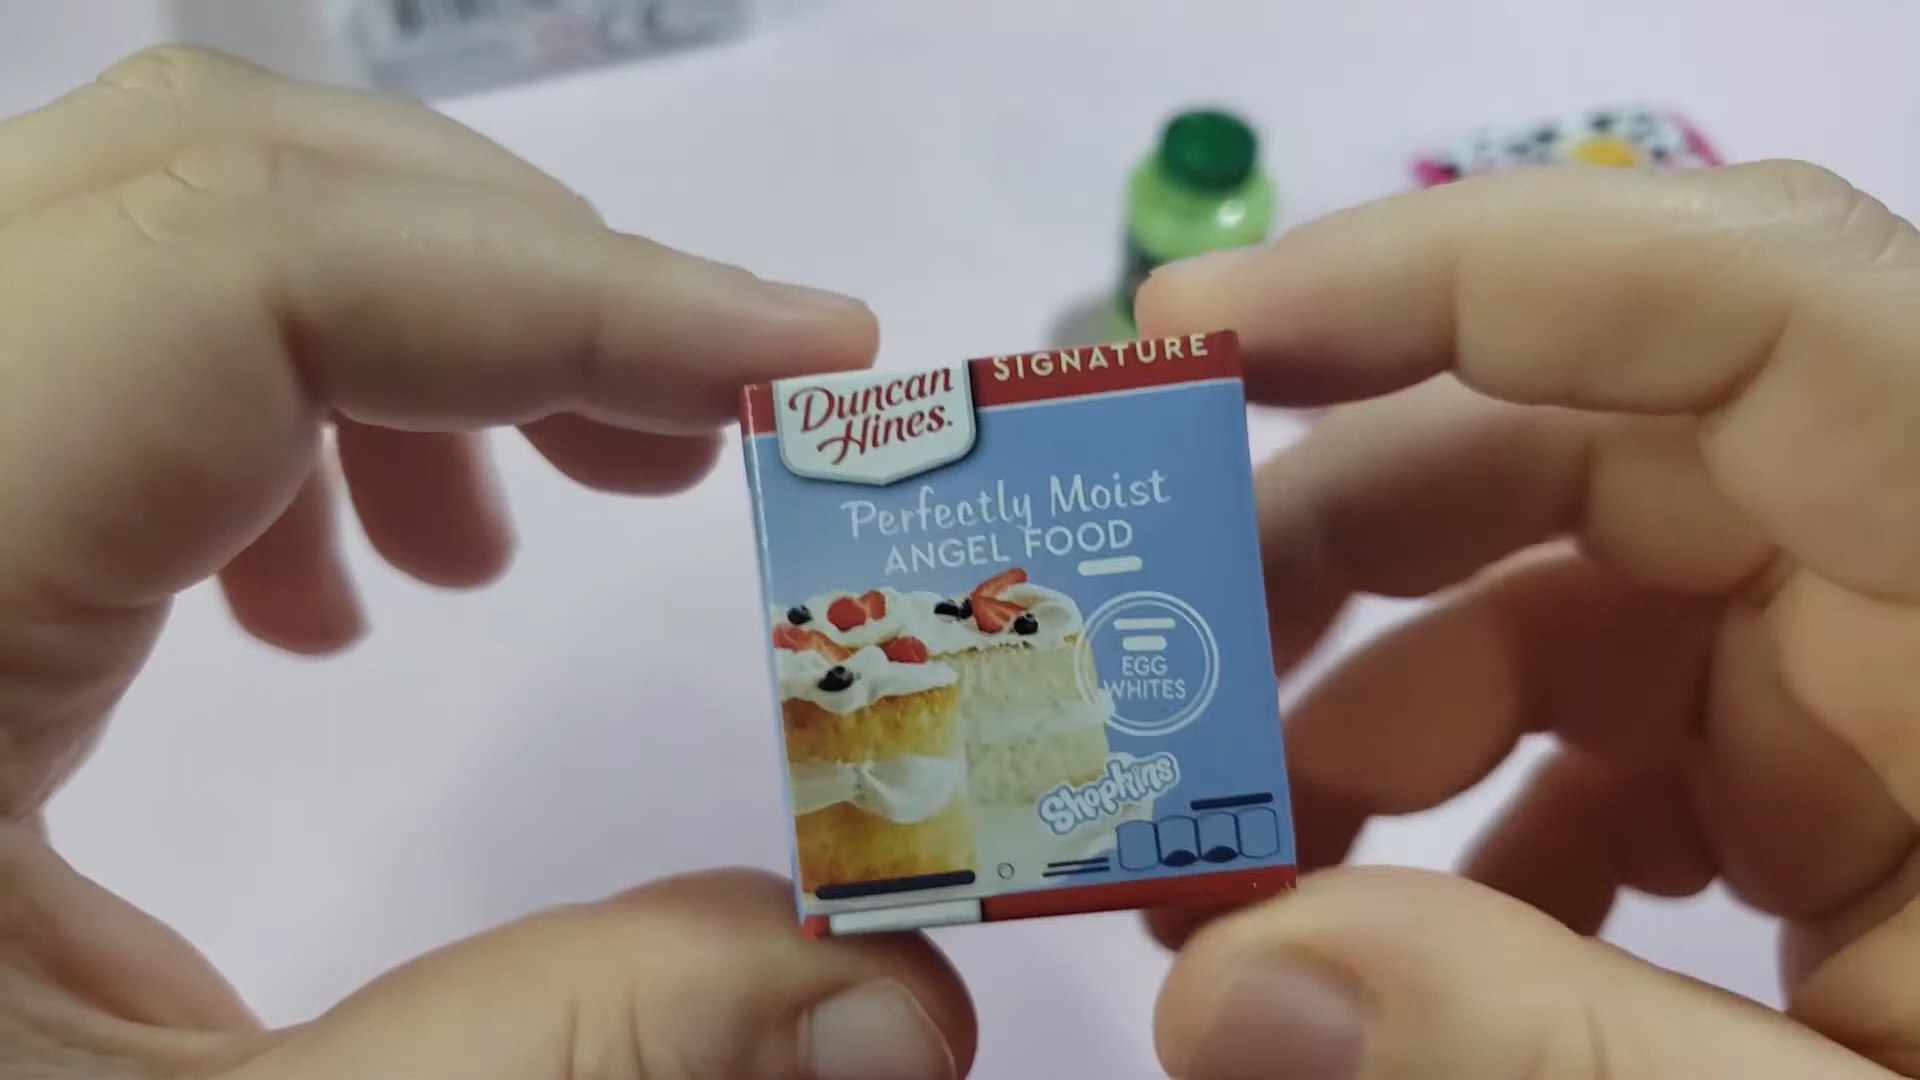 SIGNATURE
Duncan
Hines.
Perfectly Moist
ANGEL FOOD
EGG
WHITES
Shopkins